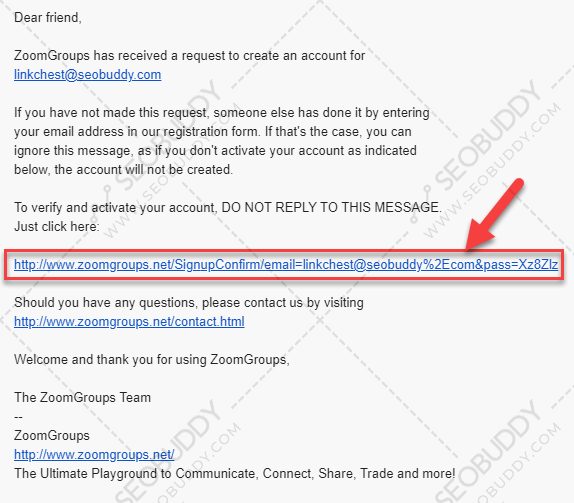 Dear friend,
ZoomGroups has received a request to create an account for
linkchest@seobuddy.com
If you have not made this request, someone else has done it by entering
your email address in our registration form. If that's the case, you can
ignore this message, as if you don't activate your account as indicated
below, the account will not be created.
To verify and activate your account, DO NOT REPLY TO THIS MESSAGE.
Just click here:
http://www.zoomgroups.net/SignupConfirm/email=linkchest@seobuddy%2Ecom&pass=Xz8Zlz
Should you have any questions, please contact us by visiting
http://www.zoomgroups.net/contact.html
Welcome and thank you for using ZoomGroups,
The ZoomGroups Team
--
ZoomGroups
http://www.zoomgroups.net/
The Ultimate Playground to Communicate, Connect, Share, Trade and more!
SEOBUDDY
WWW.SEOBUDDY.COM
SEOBUDDY
WWW.SEOBUDDY.COM
SEOBUDDY
WWW.SEOBUDDY.COM
SEOBUDDY
WWW.SEOBUDDY.COM